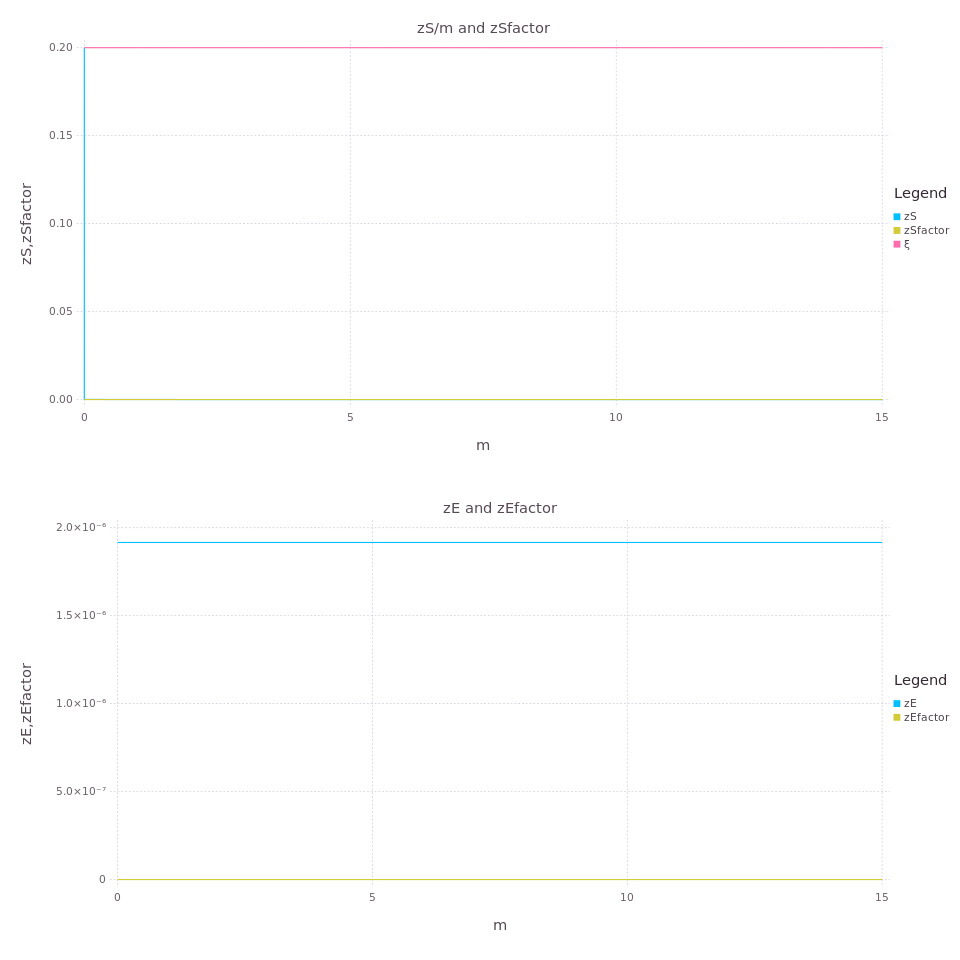 zS/m and zSfactor
zS,zSfactor
0.20
0.15
0.10
0.05
0.00
0 5 10 15
m
Legend
zS
zSfactor
ξ
zE and zEfactor
zE,zEfactor
2.0×10⁻⁶
1.5×10⁻⁶
1.0×10⁻⁶
5.0×10⁻⁷
0
0 5 10 15
m
Legend
zE
zEfactor